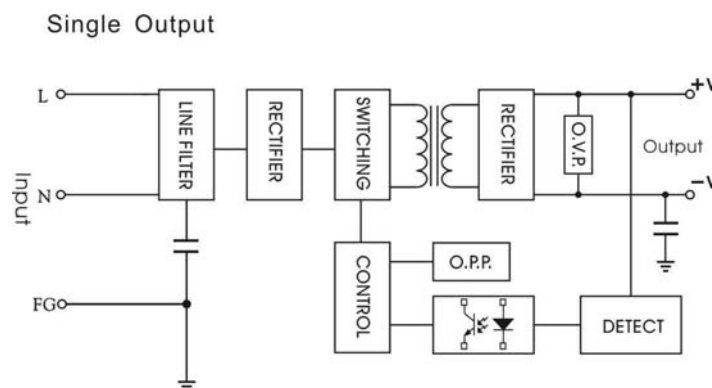 Single Output
L
LINE FILTER
RECTIFIER
SWITCHING
RECTIFIER
O.V.P.
+V
Output
-V
Input
N
FG
CONTROL
O.P.P.
DETECT